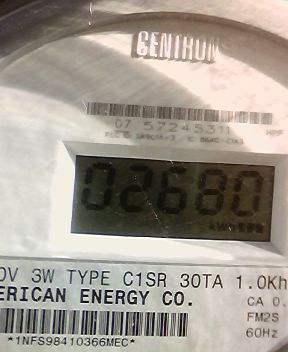 CENTRON
07 57245311
02680
0V 3W TYPE C1SR 30TA 1.0Kh
ERICAN ENERGY CO.
CA 0.
FM2S
60Hz
*1NFS98410366MEC*